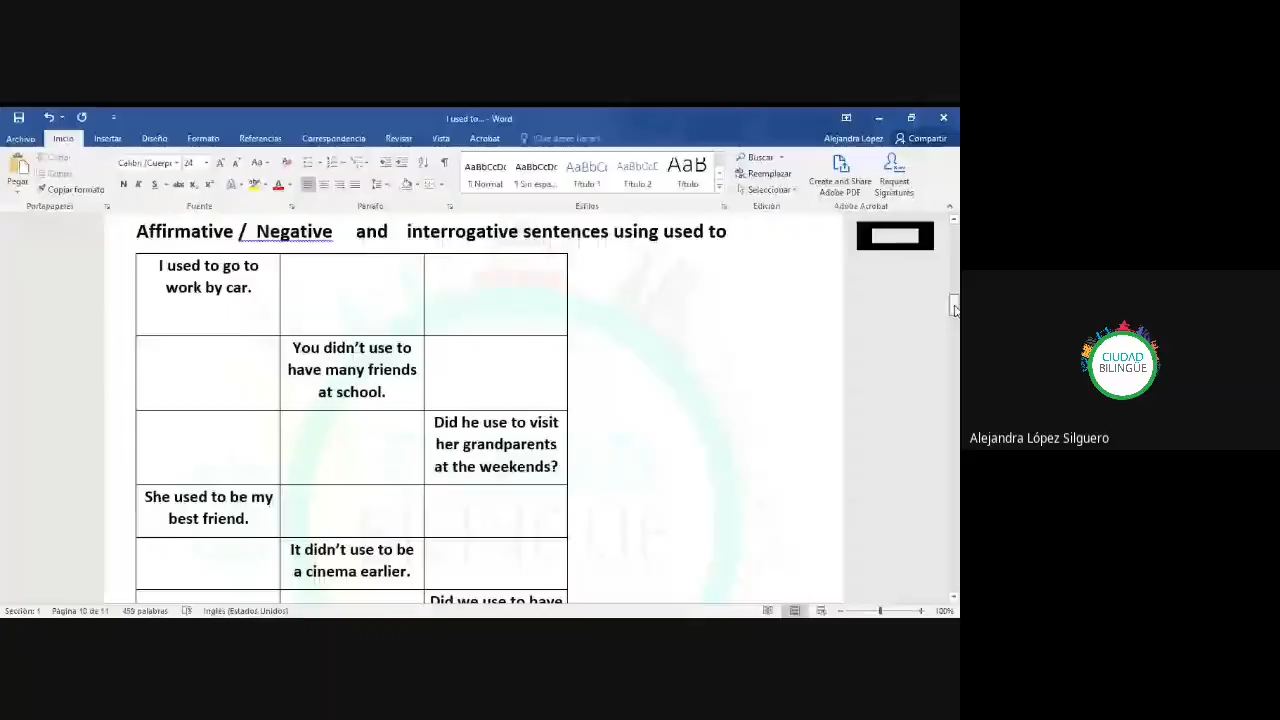 I used to... - Word
Archivo Inicio Insertar Diseño Formato Referencias Correspondencia Revisar Vista Acrobat Alejandra López Compartir
Pegar
Copiar formato
Portapapeles
24
Fuente
Párrafo
AaBbCcDc AaBbCcDc AaBbCc AaBbCcC AaB
¶ Normal ¶ Sin espa... Título 1 Título 2 Título
Estilos
Buscar
Reemplazar
Seleccionar
Edición
Create and Share
Adobe PDF
Request
Signatures
Adobe Acrobat
Affirmative / Negative and interrogative sentences using used to
I used to go to
work by car.
You didn’t use to
have many friends
at school.
Did he use to visit
her grandparents
at the weekends?
She used to be my
best friend.
It didn’t use to be
a cinema earlier.
Did we use to have
Sección: 1 Página 10 de 11 459 palabras Inglés (Estados Unidos) 100%
CIUDAD
BILINGÜE
Alejandra López Silguero